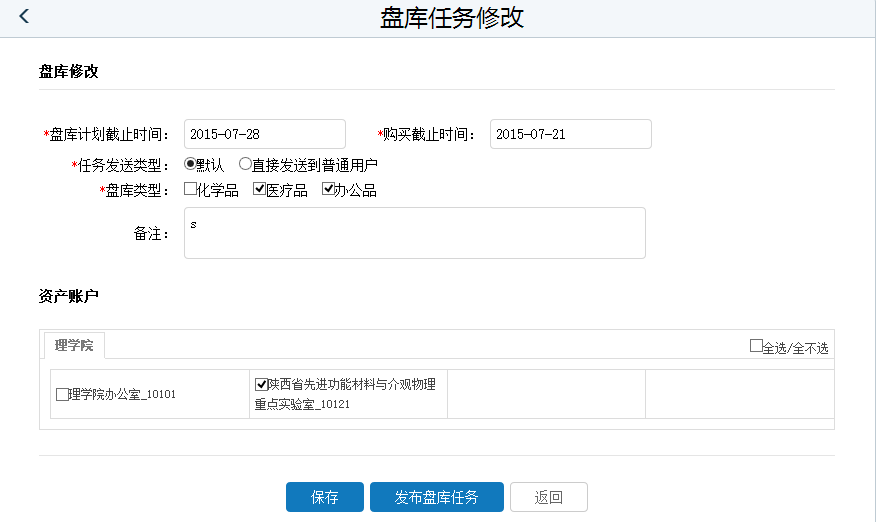 盘库任务修改
盘库修改
*盘库计划截止时间： 2015-07-28 *购买截止时间： 2015-07-21
*任务发送类型： 默认 直接发送到普通用户
*盘库类型： 化学品 医疗品 办公品
备注： s
资产账户
理学院 全选/全不选
理学院办公室_10101
陕西省先进功能材料与介观物理
重点实验室_10121
保存 发布盘库任务 返回